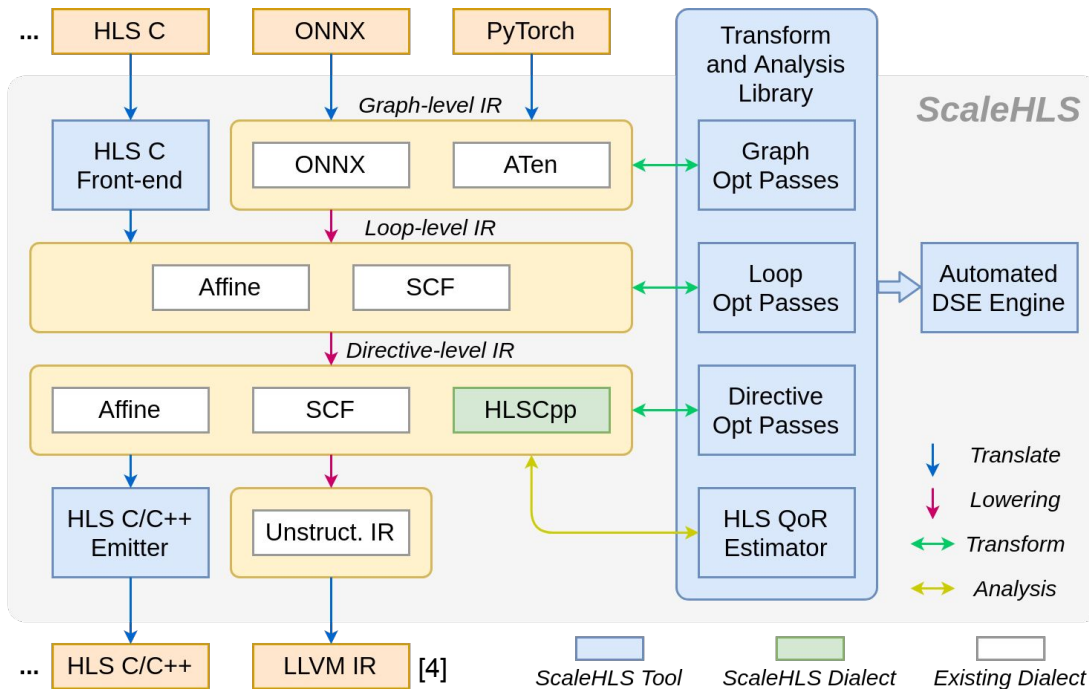 ... HLS C ONNX PyTorch
Transform
and Analysis
Library
ScaleHLS
Graph-level IR
HLS C
Front-end
ONNX ATen
Graph
Opt Passes
Loop-level IR
Affine SCF
Loop
Opt Passes
Automated
DSE Engine
Directive-level IR
Affine SCF HLSCpp
Directive
Opt Passes
Translate
Lowering
Transform
Analysis
HLS C/C++
Emitter
Unstruct. IR
HLS QoR
Estimator
... HLS C/C++ LLVM IR [4]
ScaleHLS Tool ScaleHLS Dialect Existing Dialect